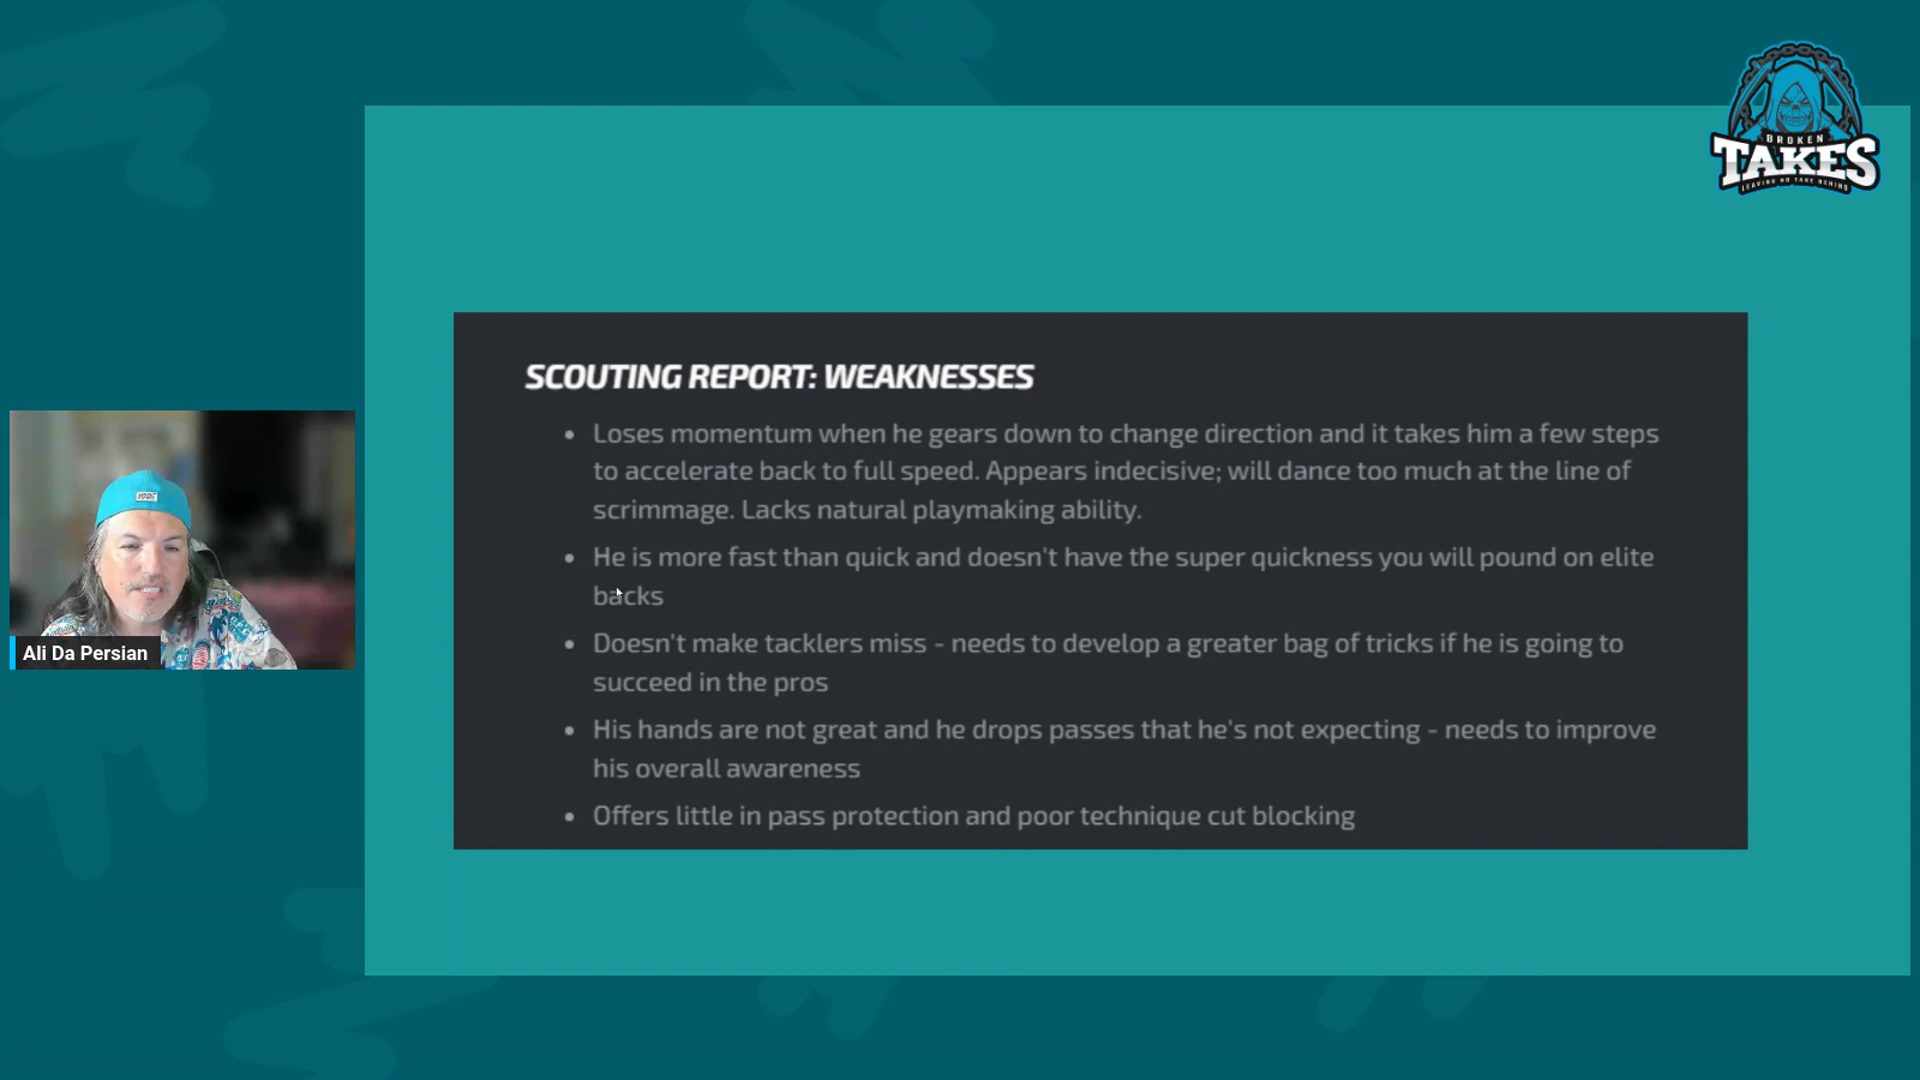 BROKEN
TAKES
LEAVING NO TAKE BEHIND
SCOUTING REPORT: WEAKNESSES
• Loses momentum when he gears down to change direction and it takes him a few steps
to accelerate back to full speed. Appears indecisive; will dance too much at the line of
scrimmage. Lacks natural playmaking ability.
• He is more fast than quick and doesn't have the super quickness you will pound on elite
backs
• Doesn't make tacklers miss - needs to develop a greater bag of tricks if he is going to
succeed in the pros
• His hands are not great and he drops passes that he's not expecting - needs to improve
his overall awareness
• Offers little in pass protection and poor technique cut blocking
Ali Da Persian